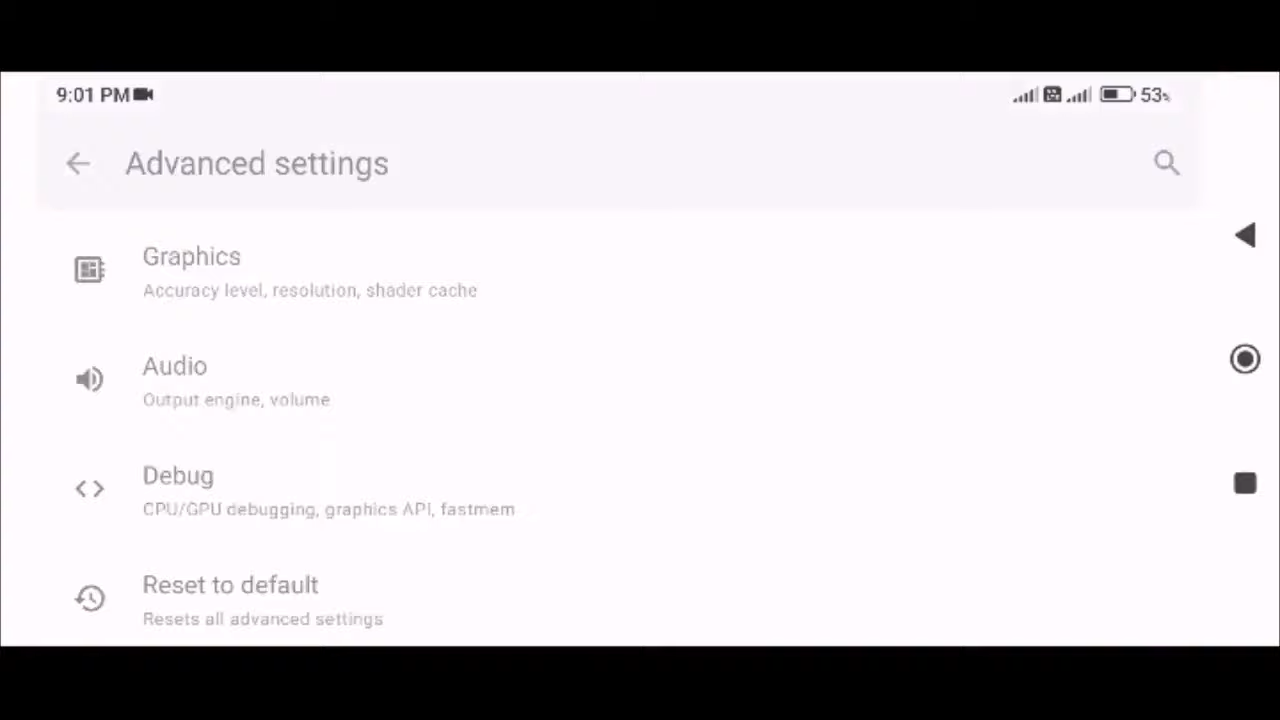 9:01 PM 53%
Advanced settings
Graphics
Accuracy level, resolution, shader cache
Audio
Output engine, volume
Debug
CPU/GPU debugging, graphics API, fastmem
Reset to default
Resets all advanced settings